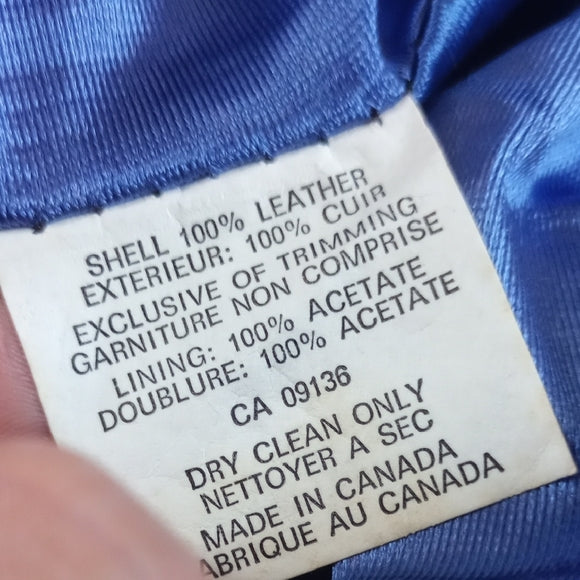 SHELL 100% LEATHER
EXTERIEUR: 100% CUIR
EXCLUSIVE OF TRIMMING
GARNITURE NON COMPRISE
LINING: 100% ACETATE
DOUBLURE: 100% ACETATE
CA 09136
DRY CLEAN ONLY
NETTOYER A SEC
MADE IN CANADA
ABRIQUE AU CANADA